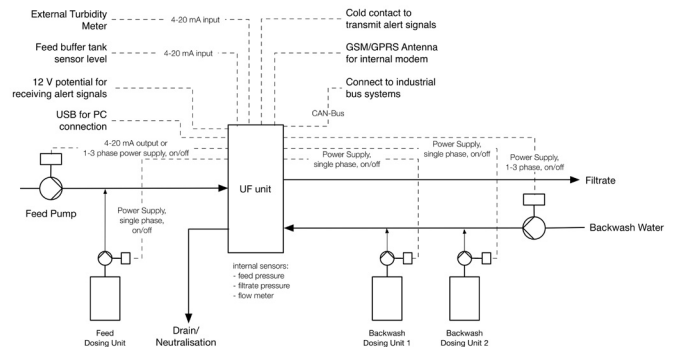 External Turbidity
Meter
4-20 mA input
Cold contact to
transmit alert signals
Feed buffer tank
sensor level
4-20 mA input
GSM/GPRS Antenna
for internal modem
12 V potential for
receiving alert signals
Connect to industrial
bus systems
CAN-Bus
USB for PC
connection
4-20 mA output or
1-3 phase power supply, on/off
Power Supply,
single phase, on/off
Power Supply,
single phase, on/off
Power Supply,
1-3 phase, on/off
UF unit
Filtrate
Feed Pump
Power Supply,
single phase,
on/off
Backwash Water
internal sensors:
- feed pressure
- filtrate pressure
- flow meter
Feed
Dosing Unit
Drain/
Neutralisation
Backwash
Dosing Unit 1
Backwash
Dosing Unit 2